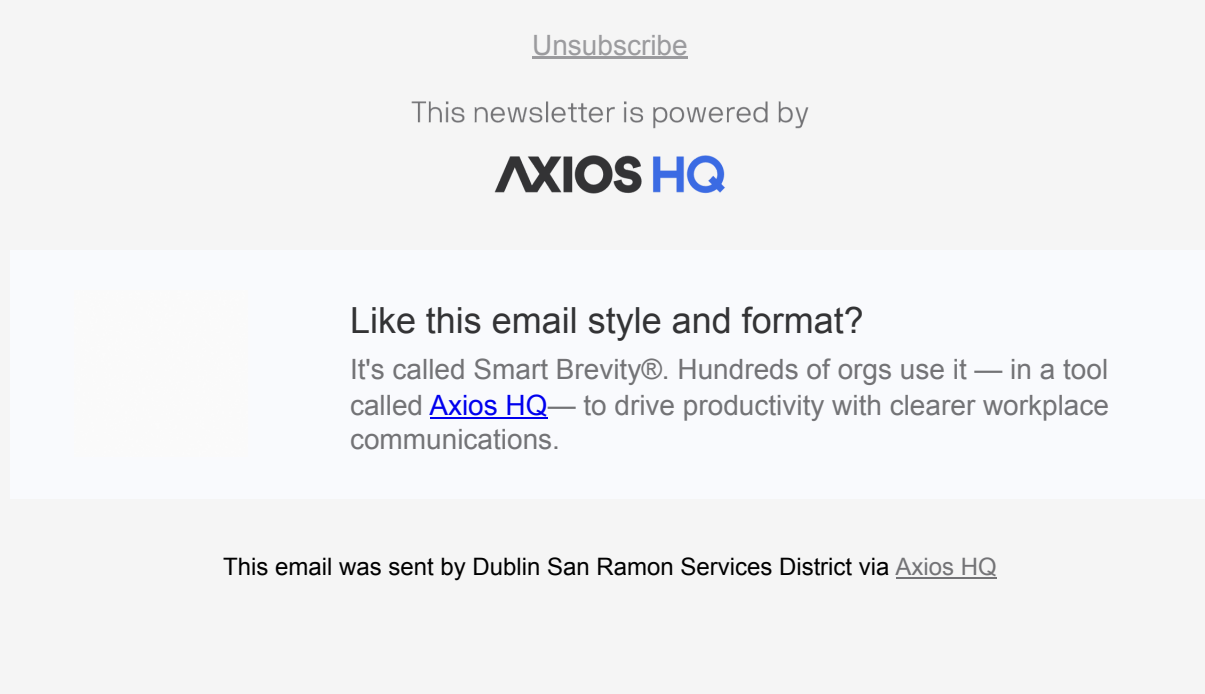 Unsubscribe
This newsletter is powered by
AXIOS HQ
Like this email style and format?
It's called Smart Brevity®. Hundreds of orgs use it — in a tool
called Axios HQ— to drive productivity with clearer workplace
communications.
This email was sent by Dublin San Ramon Services District via Axios HQ